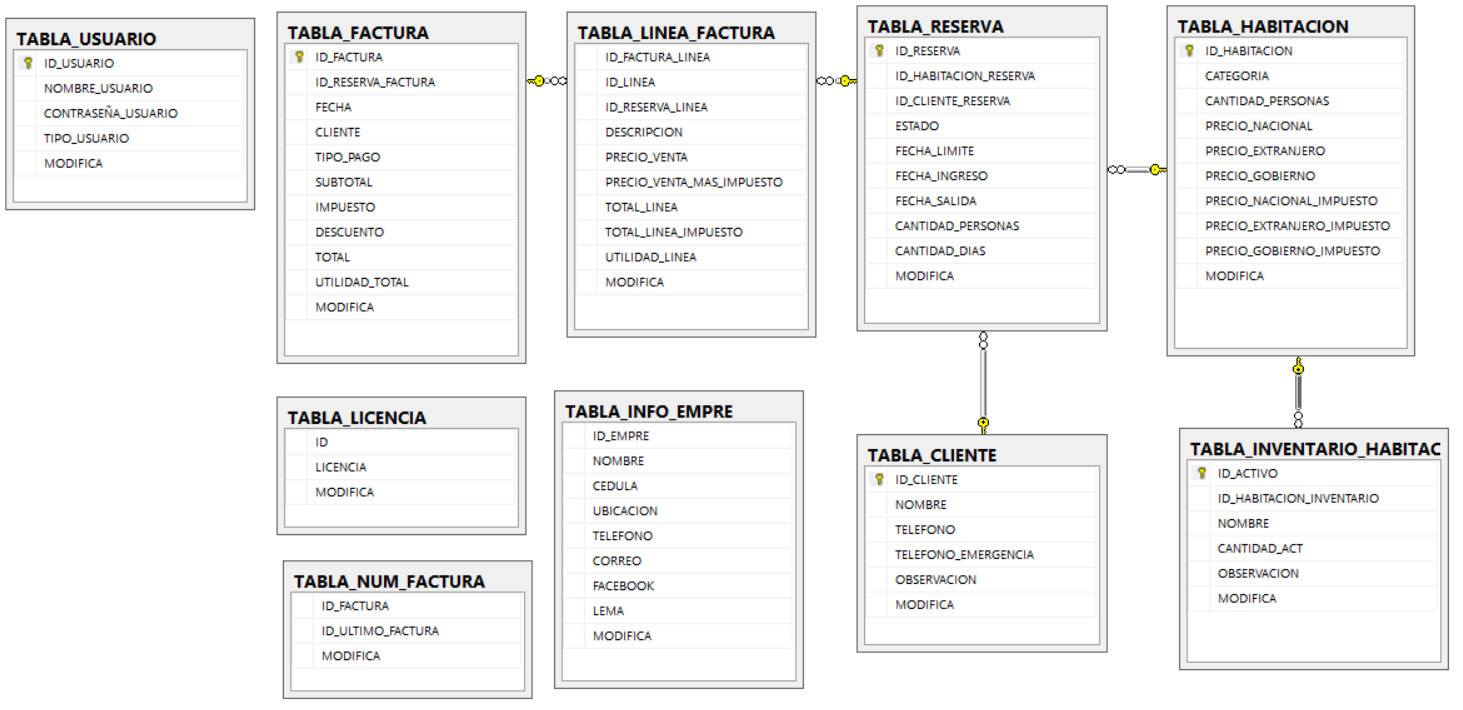 TABLA_USUARIO
ID_USUARIO
NOMBRE_USUARIO
CONTRASEÑA_USUARIO
TIPO_USUARIO
MODIFICA
TABLA_FACTURA
ID_FACTURA
ID_RESERVA_FACTURA
FECHA
CLIENTE
TIPO_PAGO
SUBTOTAL
IMPUESTO
DESCUENTO
TOTAL
UTILIDAD_TOTAL
MODIFICA
TABLA_LINEA_FACTURA
ID_FACTURA_LINEA
ID_LINEA
ID_RESERVA_LINEA
DESCRIPCION
PRECIO_VENTA
PRECIO_VENTA_MAS_IMPUESTO
TOTAL_LINEA
TOTAL_LINEA_IMPUESTO
UTILIDAD_LINEA
MODIFICA
TABLA_RESERVA
ID_RESERVA
ID_HABITACION_RESERVA
ID_CLIENTE_RESERVA
ESTADO
FECHA_LIMITE
FECHA_INGRESO
FECHA_SALIDA
CANTIDAD_PERSONAS
CANTIDAD_DIAS
MODIFICA
TABLA_HABITACION
ID_HABITACION
CATEGORIA
CANTIDAD_PERSONAS
PRECIO_NACIONAL
PRECIO_EXTRANJERO
PRECIO_GOBIERNO
PRECIO_NACIONAL_IMPUESTO
PRECIO_EXTRANJERO_IMPUESTO
PRECIO_GOBIERNO_IMPUESTO
MODIFICA
TABLA_LICENCIA
ID
LICENCIA
MODIFICA
TABLA_NUM_FACTURA
ID_FACTURA
ID_ULTIMO_FACTURA
MODIFICA
TABLA_INFO_EMPRE
ID_EMPRE
NOMBRE
CEDULA
UBICACION
TELEFONO
CORREO
FACEBOOK
LEMA
MODIFICA
TABLA_CLIENTE
ID_CLIENTE
NOMBRE
TELEFONO
TELEFONO_EMERGENCIA
OBSERVACION
MODIFICA
TABLA_INVENTARIO_HABITAC
ID_ACTIVO
ID_HABITACION_INVENTARIO
NOMBRE
CANTIDAD_ACT
OBSERVACION
MODIFICA